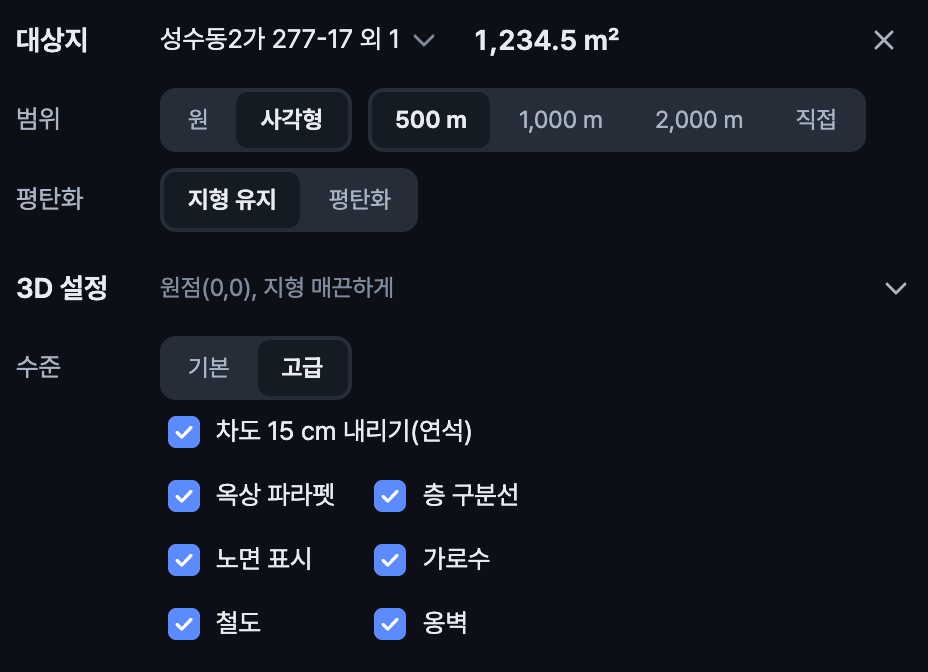 대상지 성수동2가 277-17 외 1 1,234.5 m²
범위 원 사각형 500 m 1,000 m 2,000 m 직접
평탄화 지형 유지 평탄화
3D 설정 원점(0,0), 지형 매끈하게
수준 기본 고급
차도 15 cm 내리기(연석)
옥상 파라펫 층 구분선
노면 표시 가로수
철도 옹벽